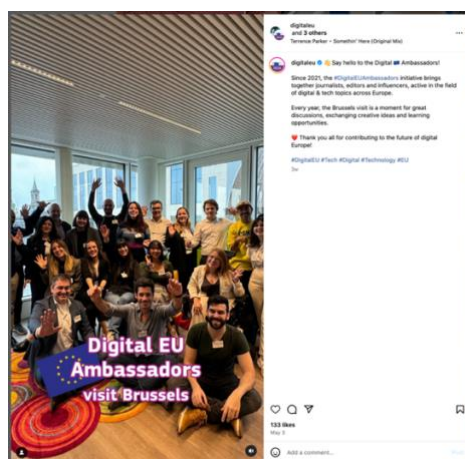 digitaleu
and 3 others
Terrence Parker • Somethin' Here (Original Mix)
digitaleu 👋 Say hello to the Digital 🇪🇺 Ambassadors!
Since 2021, the #DigitalEUAmbassadors initiative brings
together journalists, editors and influencers, active in the field
of digital & tech topics across Europe.
Every year, the Brussels visit is a moment for great
discussions, exchanging creative ideas and learning
opportunities.
❤️ Thank you all for contributing to the future of digital
Europe!
#DigitalEU #Tech #Digital #Technology #EU
Digital EU
Ambassadors
visit Brussels
133 likes
May 3
Add a comment...